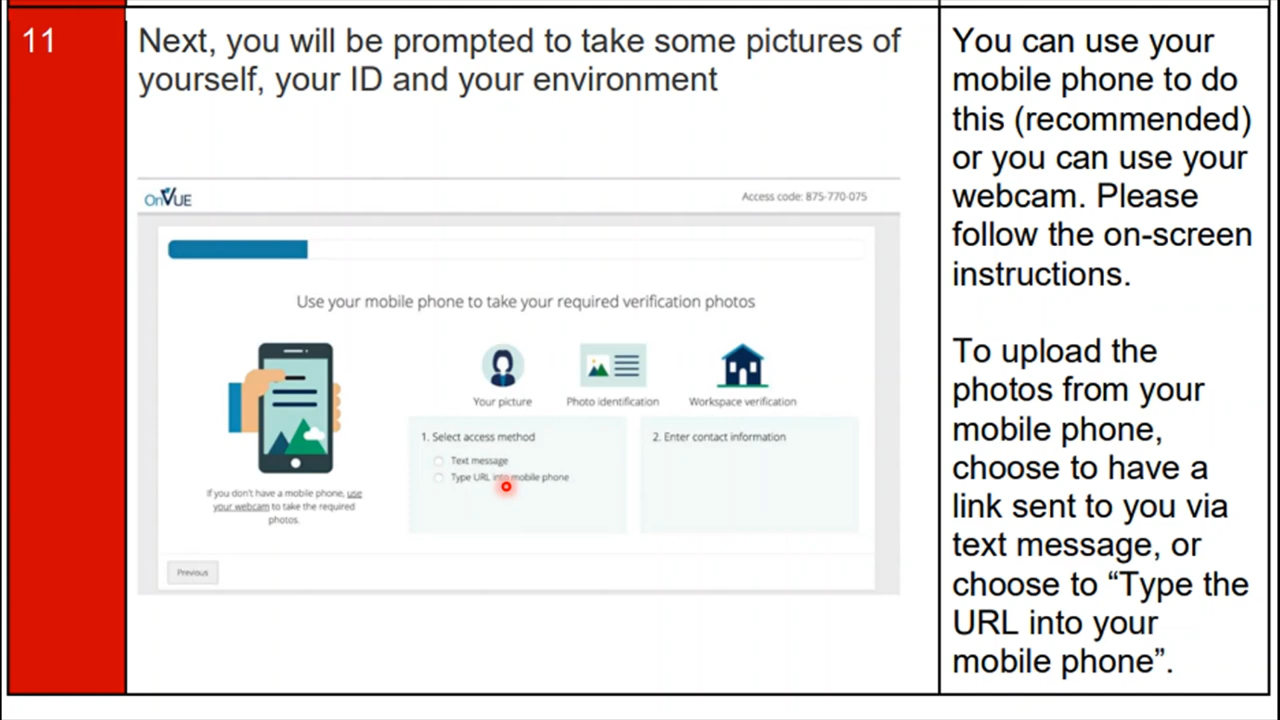 11
Next, you will be prompted to take some pictures of
yourself, your ID and your environment
OnVUE
Access code: 875-770-075
Use your mobile phone to take your required verification photos
Your picture
Photo identification
Workspace verification
1. Select access method
Text message
Type URL into mobile phone
2. Enter contact information
If you don't have a mobile phone, use
your webcam to take the required
photos.
Previous
You can use your
mobile phone to do
this (recommended)
or you can use your
webcam. Please
follow the on-screen
instructions.
To upload the
photos from your
mobile phone,
choose to have a
link sent to you via
text message, or
choose to “Type the
URL into your
mobile phone”.